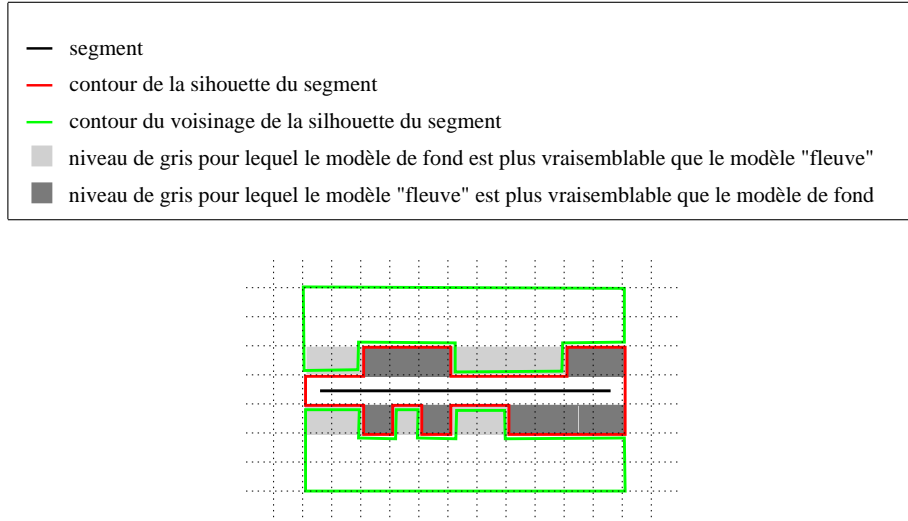 segment
contour de la sihouette du segment
contour du voisinage de la silhouette du segment
niveau de gris pour lequel le modèle de fond est plus vraisemblable que le modèle "fleuve"
niveau de gris pour lequel le modèle "fleuve" est plus vraisemblable que le modèle de fond